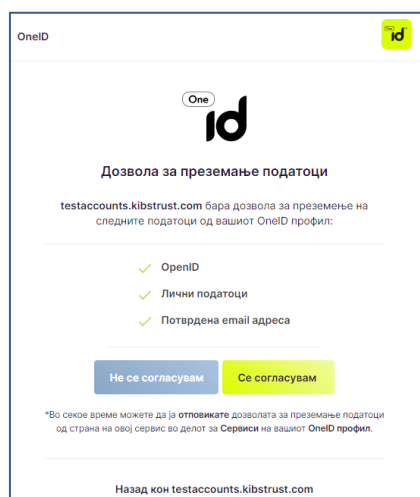 OneID
One id
One
id
Дозвола за преземање податоци
testaccounts.kibstrust.com бара дозвола за преземење на
следните податоци од вашиот OneID профил:
OpenID
Лични податоци
Потврдена email адреса
Не се согласувам
Се согласувам
*Во секое време можете да ја отповикате дозволата за преземање податоци
од страна на овој сервис во делот за Сервиси на вашиот OneID профил.
Назад кон testaccounts.kibstrust.com